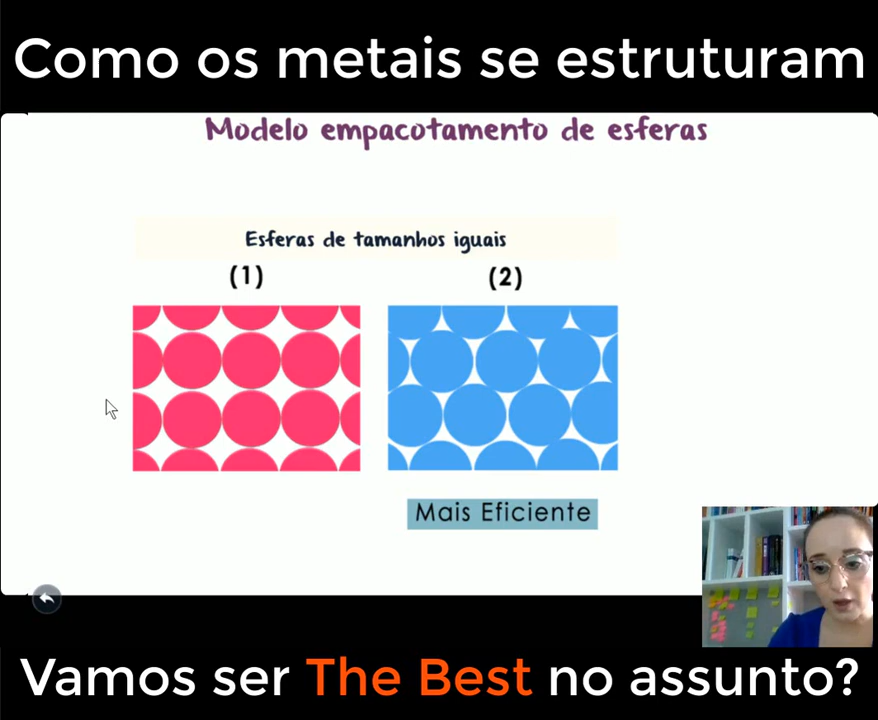 Como os metais se estruturam
Modelo empacotamento de esferas
Esferas de tamanhos iguais
(1) (2)
Mais Eficiente
Vamos ser The Best no assunto?